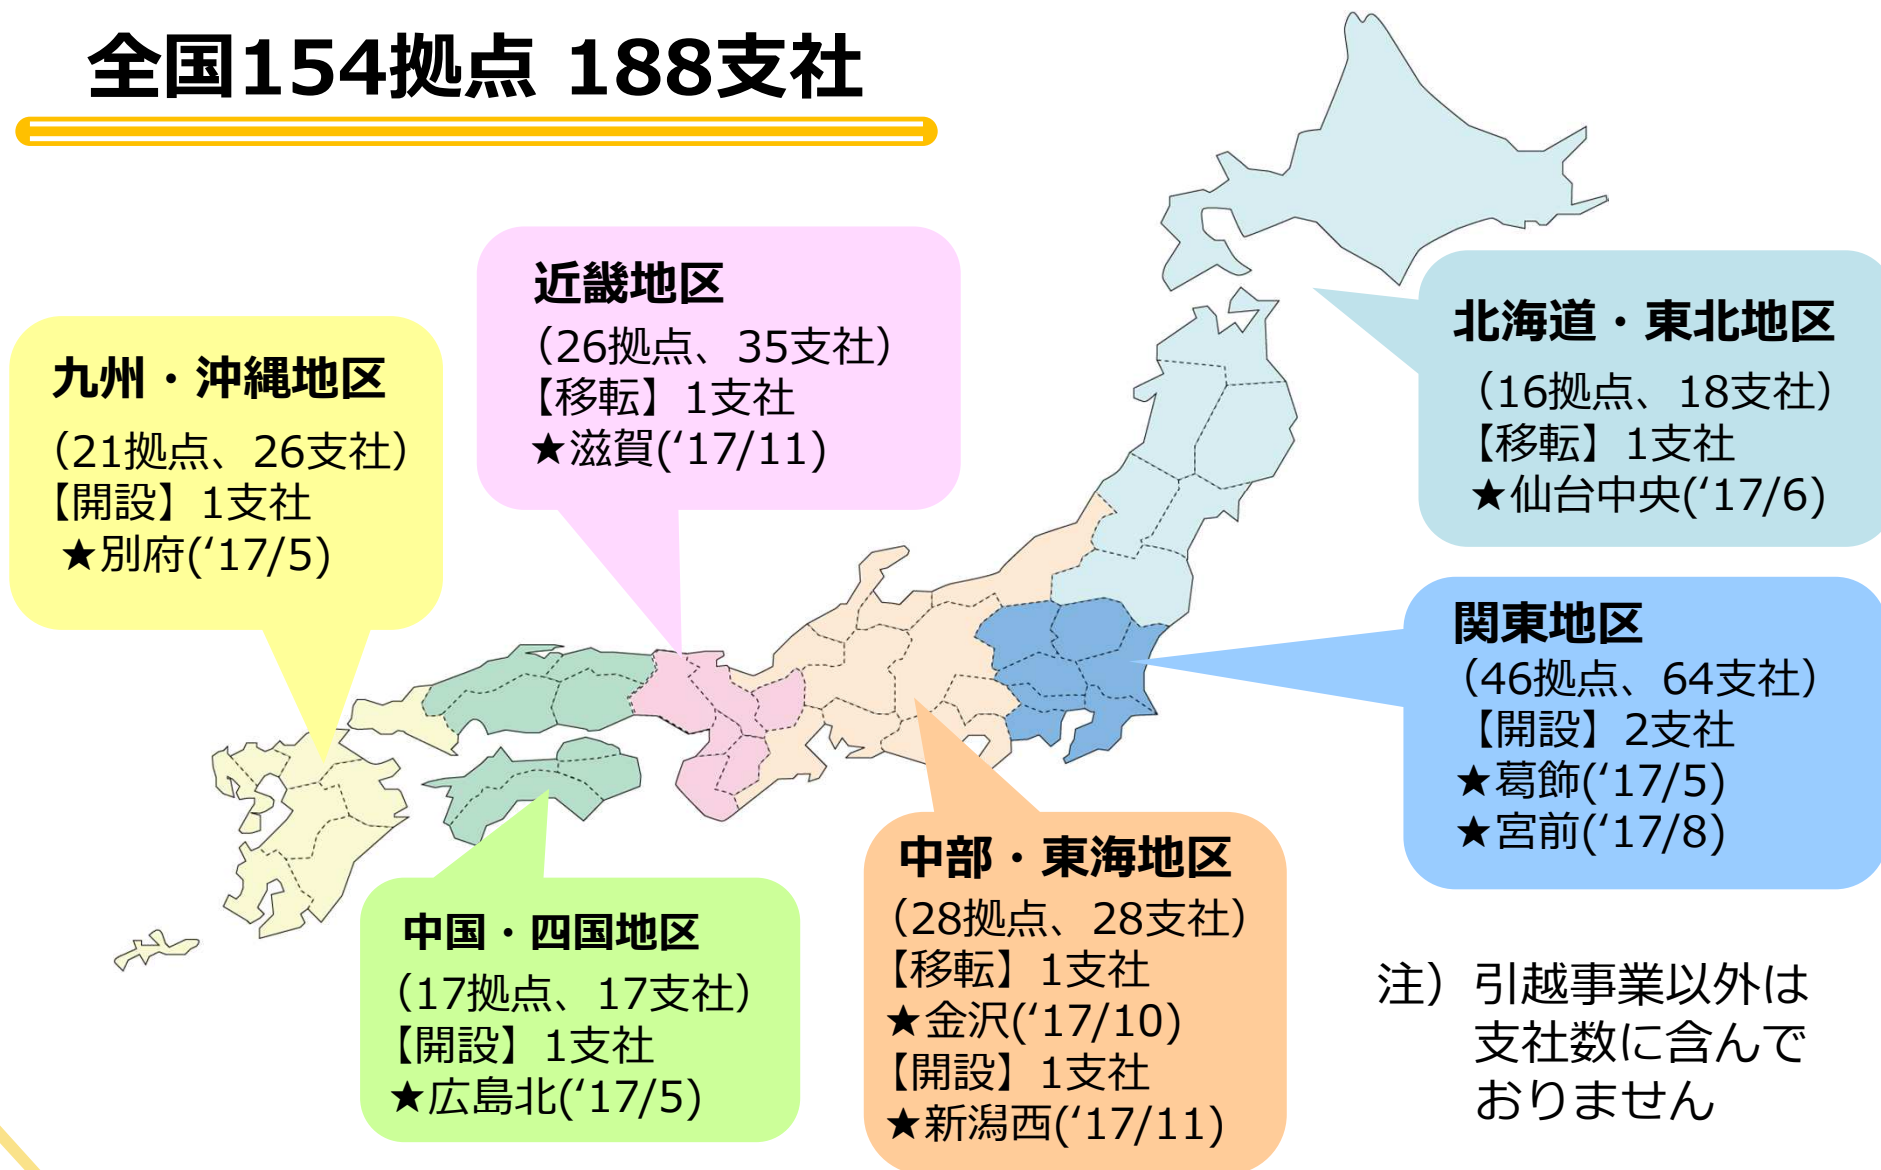 全国154拠点 188支社
近畿地区
（26拠点、35支社）
【移転】1支社
★滋賀(‘17/11)
九州・沖縄地区
（21拠点、26支社）
【開設】1支社
★別府(‘17/5)
北海道・東北地区
（16拠点、18支社）
【移転】1支社
★仙台中央(‘17/6)
関東地区
（46拠点、64支社）
【開設】2支社
★葛飾(‘17/5)
★宮前(‘17/8)
中部・東海地区
（28拠点、28支社）
【移転】1支社
★金沢(‘17/10)
【開設】1支社
★新潟西(‘17/11)
中国・四国地区
（17拠点、17支社）
【開設】1支社
★広島北(‘17/5)
注）引越事業以外は
支社数に含んで
おりません